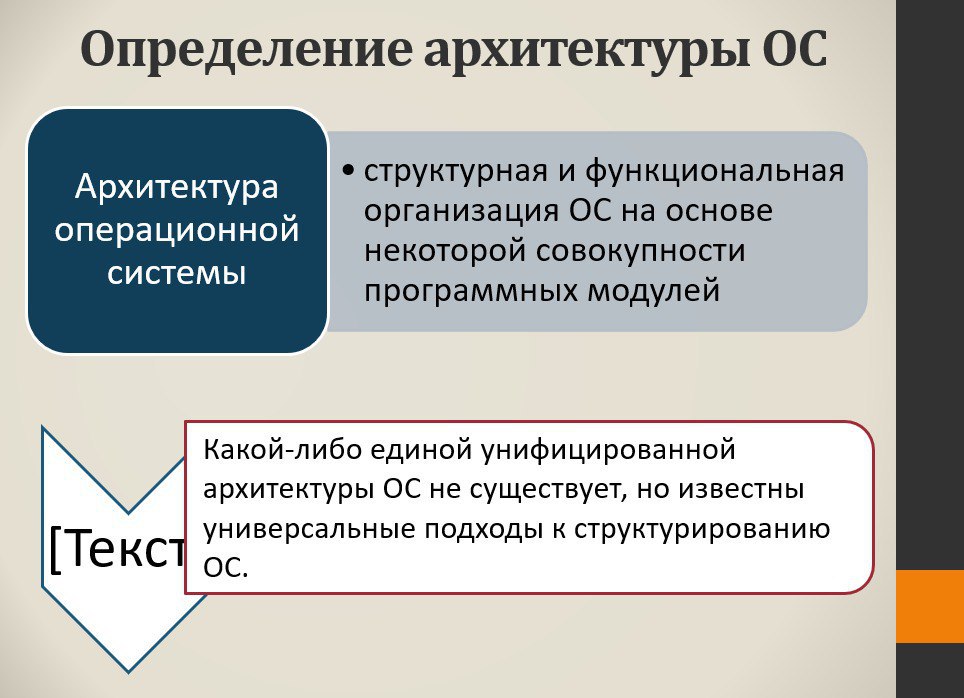 Определение архитектуры ОС
Архитектура
операционной
системы
• структурная и функциональная
организация ОС на основе
некоторой совокупности
программных модулей
[Текст
Какой-либо единой унифицированной
архитектуры ОС не существует, но известны
универсальные подходы к структурированию
ОС.